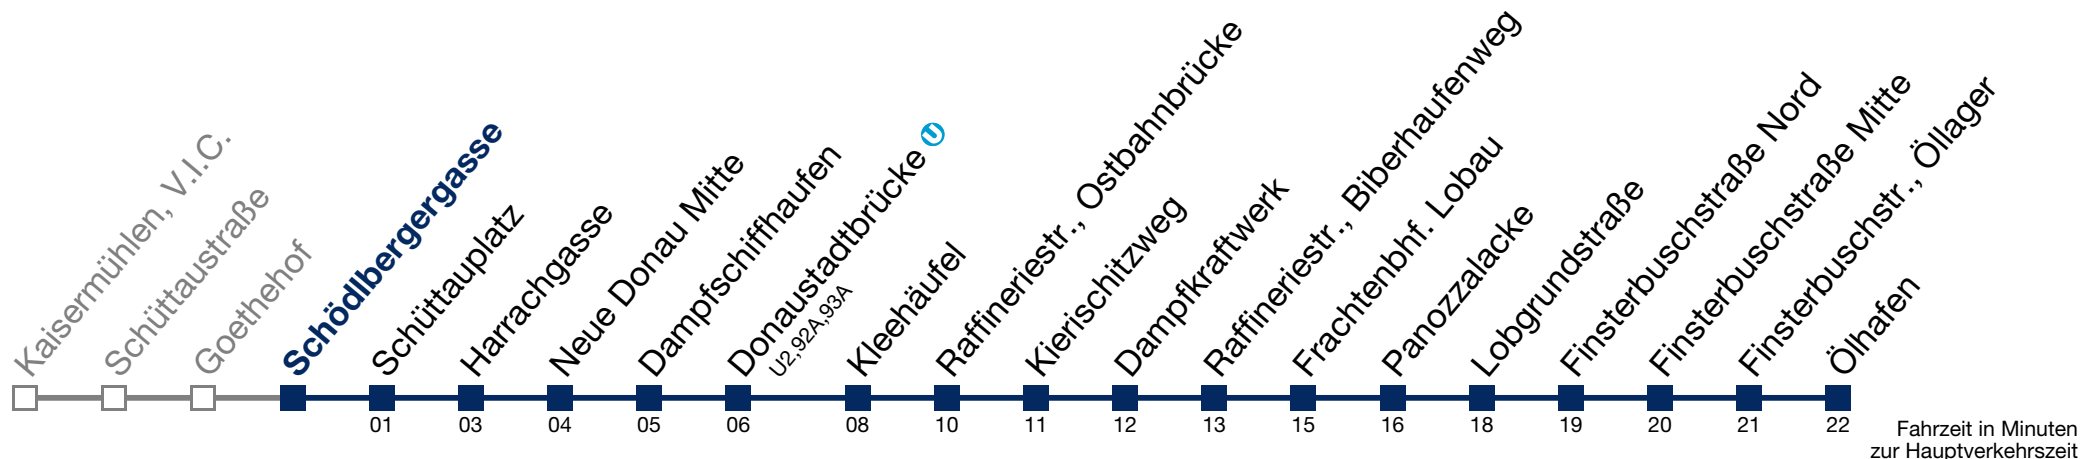 Kaisermühlen, V.I.C.
Schüttaustraße
Goethehof
Schödlbergergasse
Schüttauplatz
Harrachgasse
Neue Donau Mitte
Dampfschiffhaufen
Donaustadtbrücke U
U2,92A,93A
Kleehäufel
Raffineriestr., Ostbahnbrücke
Kierischitzweg
Dampfkraftwerk
Raffineriestr., Biberhaufenweg
Frachtenbhf. Lobau
Panozzalacke
Lobgrundstraße
Finsterbuschstraße Nord
Finsterbuschstraße Mitte
Finsterbuschstr., Öllager
Ölhafen
01 03 04 05 06 08 10 11 12 13 15 16 18 19 20 21 22
Fahrzeit in Minuten
zur Hauptverkehrszeit